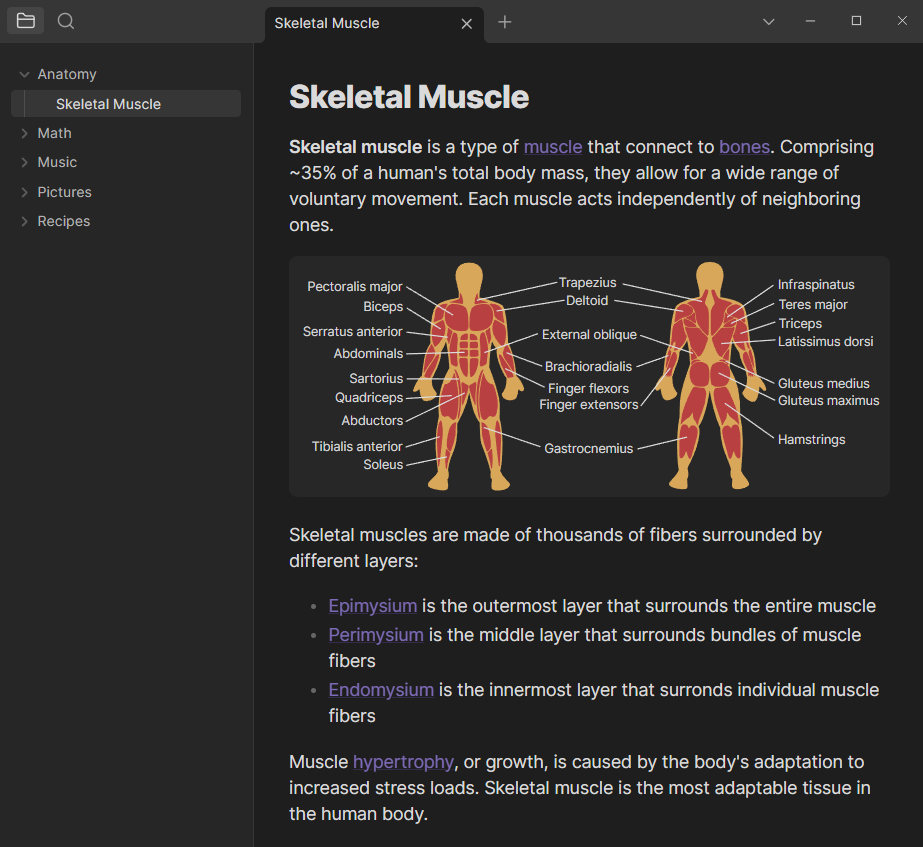 Skeletal Muscle
Anatomy
Skeletal Muscle
Math
Music
Pictures
Recipes
Skeletal Muscle
Skeletal muscle is a type of muscle that connect to bones. Comprising
~35% of a human's total body mass, they allow for a wide range of
voluntary movement. Each muscle acts independently of neighboring
ones.
Pectoralis major
Biceps
Serratus anterior
Abdominals
Sartorius
Quadriceps
Abductors
Tibialis anterior
Soleus
Trapezius
Deltoid
External oblique
Brachioradialis
Finger flexors
Finger extensors
Gastrocnemius
Infraspinatus
Teres major
Triceps
Latissimus dorsi
Gluteus medius
Gluteus maximus
Hamstrings
Skeletal muscles are made of thousands of fibers surrounded by
different layers:
• Epimysium is the outermost layer that surrounds the entire muscle
• Perimysium is the middle layer that surrounds bundles of muscle
fibers
• Endomysium is the innermost layer that surronds individual muscle
fibers
Muscle hypertrophy, or growth, is caused by the body's adaptation to
increased stress loads. Skeletal muscle is the most adaptable tissue in
the human body.